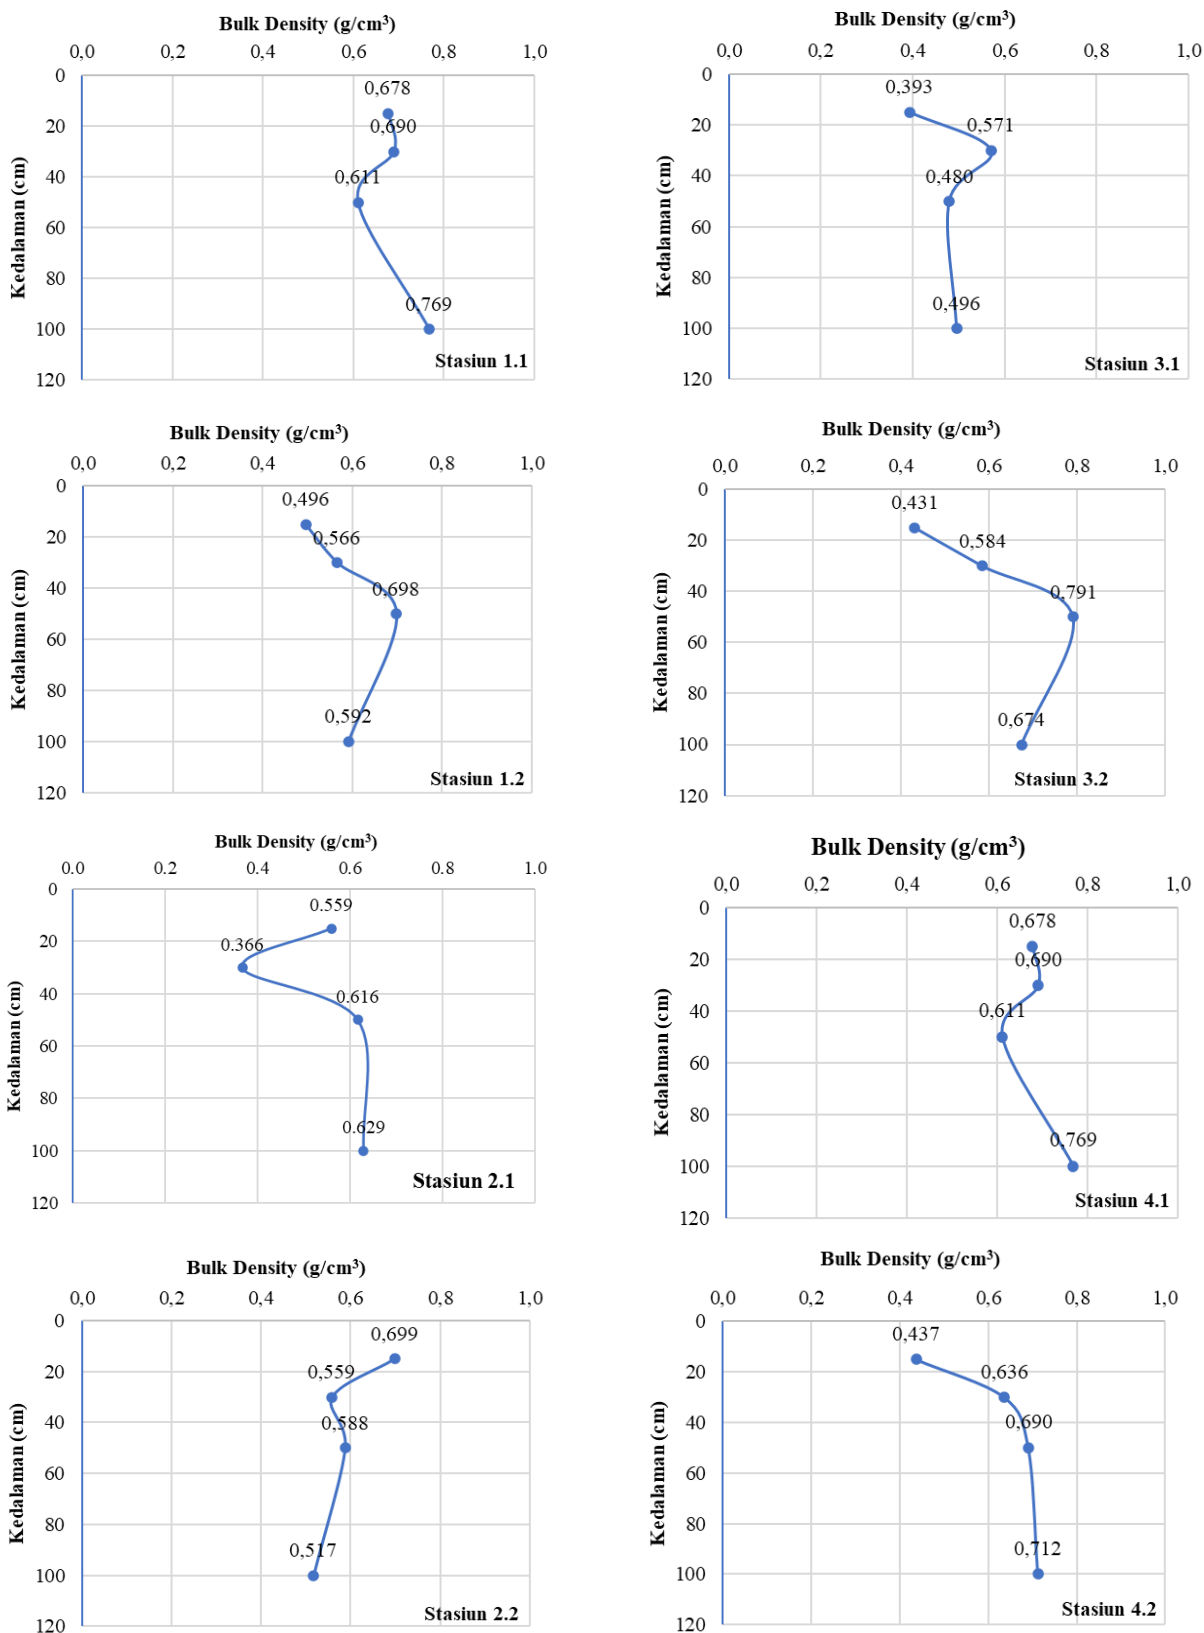 Bulk Density (g/cm³)
0,0 0,2 0,4 0,6 0,8 1,0
0
20
40
60
80
100
120
Kedalaman (cm)
0,678
0,690
0,611
0,769
Stasiun 1.1
Bulk Density (g/cm³)
0,0 0,2 0,4 0,6 0,8 1,0
0
20
40
60
80
100
120
Kedalaman (cm)
0,393
0,571
0,480
0,496
Stasiun 3.1
Bulk Density (g/cm³)
0,0 0,2 0,4 0,6 0,8 1,0
0
20
40
60
80
100
120
Kedalaman (cm)
0,496
0,566
0,698
0,592
Stasiun 1.2
Bulk Density (g/cm³)
0,0 0,2 0,4 0,6 0,8 1,0
0
20
40
60
80
100
120
Kedalaman (cm)
0,431
0,584
0,791
0,674
Stasiun 3.2
Bulk Density (g/cm³)
0.0 0.2 0.4 0.6 0.8 1.0
0
20
40
60
80
100
120
Kedalaman (cm)
0.559
0.366
0.616
0.629
Stasiun 2.1
Bulk Density (g/cm³)
0,0 0,2 0,4 0,6 0,8 1,0
0
20
40
60
80
100
120
Kedalaman (cm)
0,678
0,690
0,611
0,769
Stasiun 4.1
Bulk Density (g/cm³)
0,0 0,2 0,4 0,6 0,8 1,0
0
20
40
60
80
100
120
Kedalaman (cm)
0,699
0,559
0,588
0,517
Stasiun 2.2
Bulk Density (g/cm³)
0,0 0,2 0,4 0,6 0,8 1,0
0
20
40
60
80
100
120
Kedalaman (cm)
0,437
0,636
0,690
0,712
Stasiun 4.2